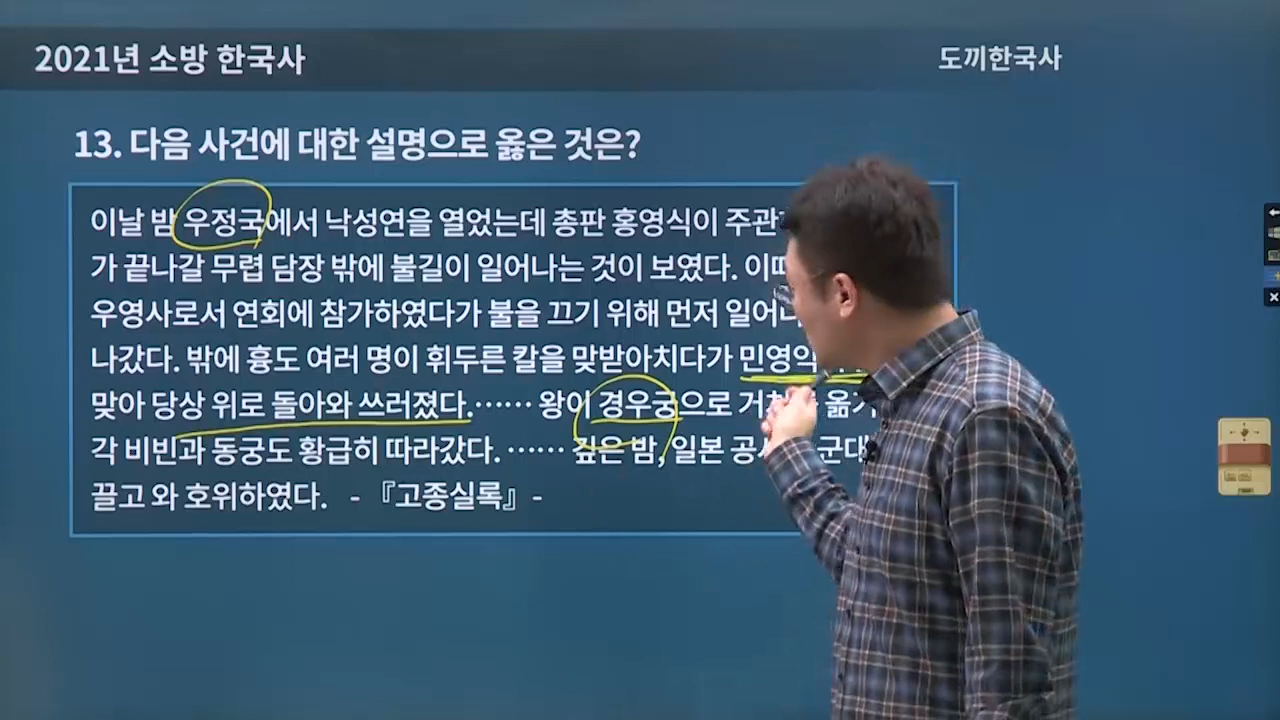 2021년 소방 한국사
도끼한국사
13. 다음 사건에 대한 설명으로 옳은 것은?
이날 밤 우정국에서 낙성연을 열었는데 총판 홍영식이 주관
가 끝나갈 무렵 담장 밖에 불길이 일어나는 것이 보였다.
우영사로서 연회에 참가하였다가 불을 끄기 위해 먼저
나갔다. 밖에 흉도 여러 명이 휘두른 칼을 맞받아치다가 민영익
맞아 당상 위로 돌아와 쓰러졌다.…… 왕이 경우궁으로
각 비빈과 동궁도 황급히 따라갔다. …… 깊은 밤, 일본
끌고 와 호위하였다. - 『고종실록』-